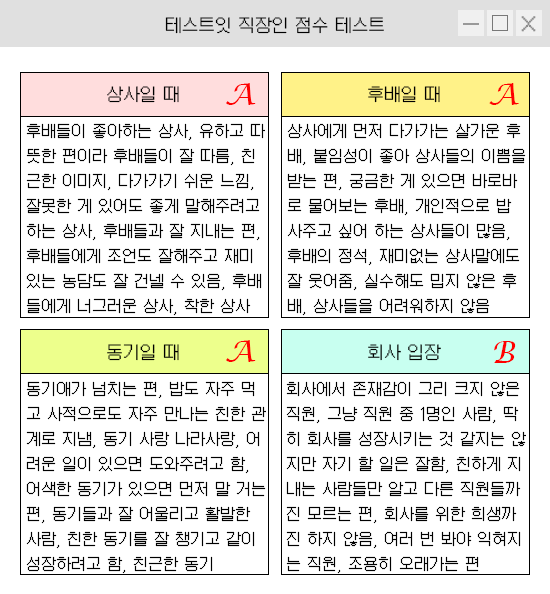 테스트잇 직장인 점수 테스트
상사일 때 A
후배들이 좋아하는 상사, 유하고 따
뜻한 편이라 후배들이 잘 따름, 친
근한 이미지, 다가가기 쉬운 느낌,
잘못한 게 있어도 좋게 말해주려고
하는 상사, 후배들과 잘 지내는 편,
후배들에게 조언도 잘해주고 재미
있는 농담도 잘 건넬 수 있음, 후배
들에게 너그러운 상사, 착한 상사
후배일 때 A
상사에게 먼저 다가가는 살가운 후
배, 붙임성이 좋아 상사들의 이쁨을
받는 편, 궁금한 게 있으면 바로바
로 물어보는 후배, 개인적으로 밥
사주고 싶어 하는 상사들이 많음,
후배의 정석, 재미없는 상사말에도
잘 웃어줌, 실수해도 밉지 않은 후
배, 상사들을 어려워하지 않음
동기일 때 A
동기애가 넘치는 편, 밥도 자주 먹
고 사적으로도 자주 만나는 친한 관
계로 지냄, 동기 사랑 나라사랑, 어
려운 일이 있으면 도와주려고 함,
어색한 동기가 있으면 먼저 말 거는
편, 동기들과 잘 어울리고 활발한
사람, 친한 동기를 잘 챙기고 같이
성장하려고 함, 친근한 동기
회사 입장 B
회사에서 존재감이 그리 크지 않은
직원, 그냥 직원 중 1명인 사람, 딱
히 회사를 성장시키는 것 같지는 않
지만 자기 할 일은 잘함, 친하게 지
내는 사람들만 알고 다른 직원들까
진 모르는 편, 회사를 위한 희생까
진 하지 않음, 여러 번 봐야 익혀지
는 직원, 조용히 오래가는 편